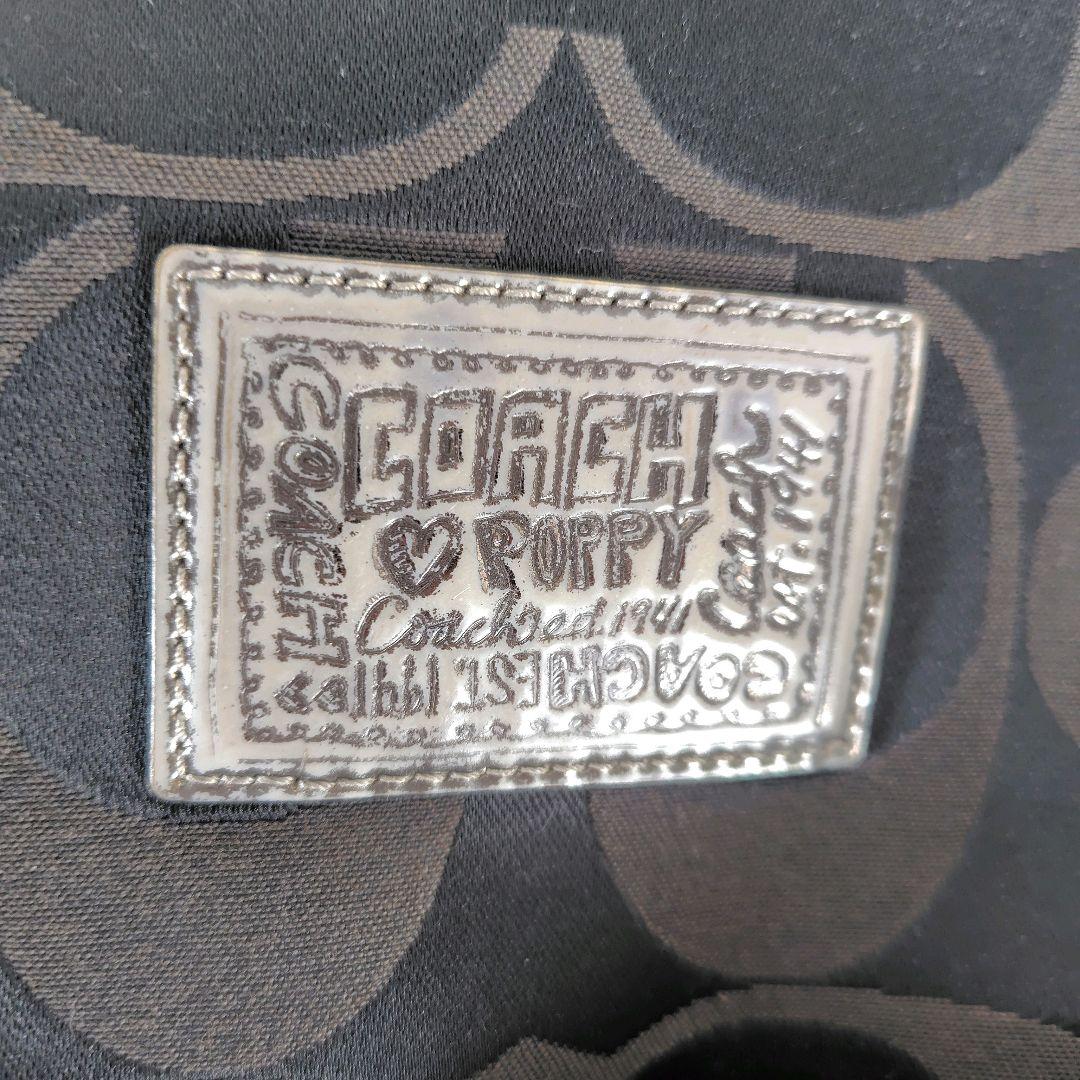 COACH
COACH
POPPY
Coach est. 1941
Coach
EST. 1941
COACH EST. 1941